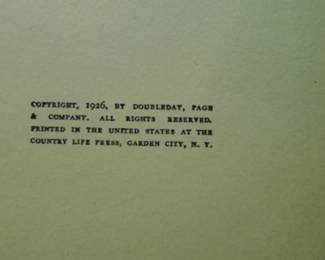 COPYRIGHT, 1926, BY DOUBLEDAY, PAGE
& COMPANY. ALL RIGHTS RESERVED.
PRINTED IN THE UNITED STATES AT THE
COUNTRY LIFE PRESS, GARDEN CITY, N. Y.